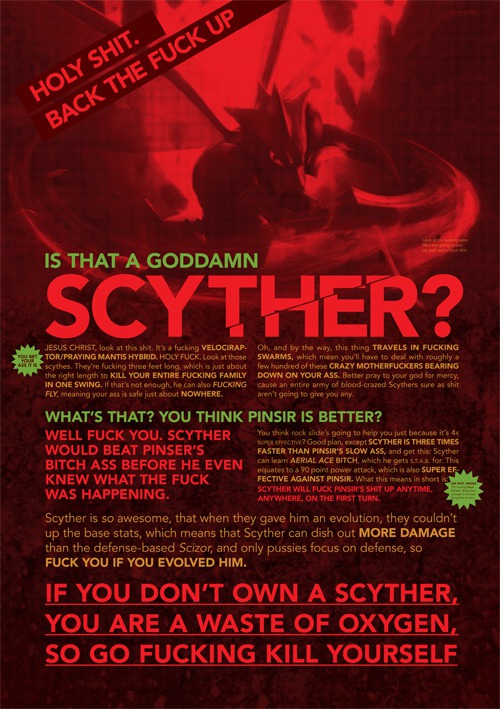 HOLY SHIT.
BACK THE FUCK UP
IS THAT A GODDAMN
SCYTHER?
YOU BET
YOUR
ASS IT IS
JESUS CHRIST, look at this shit. It's a fucking VELOCIRAP-
TOR/PRAYING MANTIS HYBRID. HOLY FUCK. Look at those
scythes. They're fucking three feet long, which is just about
the right length to KILL YOUR ENTIRE FUCKING FAMILY
IN ONE SWING. If that's not enough, he can also FUCKING
FLY, meaning your ass is safe just about NOWHERE.
Oh, and by the way, this thing TRAVELS IN FUCKING
SWARMS, which mean you'll have to deal with roughly a
few hundred of these CRAZY MOTHERFUCKERS BEARING
DOWN ON YOUR ASS. Better pray to your god for mercy,
cause an entire army of blood-crazed Scythers sure as shit
aren't going to give you any.
WHAT'S THAT? YOU THINK PINSIR IS BETTER?
WELL FUCK YOU. SCYTHER
WOULD BEAT PINSER'S
BITCH ASS BEFORE HE EVEN
KNEW WHAT THE FUCK
WAS HAPPENING.
You think rock slide's going to help you just because it's 4x
SUPER EFFECTIVE? Good plan, except SCYTHER IS THREE TIMES
FASTER THAN PINSIR'S SLOW ASS, and get this: Scyther
can learn AERIAL ACE BITCH, which he gets S.T.A.B. for. This
equates to a 90 point power attack, which is also SUPER EF-
FECTIVE AGAINST PINSIR. What this means in short is:
SCYTHER WILL FUCK PINSIR'S SHIT UP ANYTIME,
ANYWHERE, ON THE FIRST TURN.
Scyther is so awesome, that when they gave him an evolution, they couldn't
up the base stats, which means that Scyther can dish out MORE DAMAGE
than the defense-based Scizor, and only pussies focus on defense, so
FUCK YOU IF YOU EVOLVED HIM.
IF YOU DON'T OWN A SCYTHER,
YOU ARE A WASTE OF OXYGEN,
SO GO FUCKING KILL YOURSELF